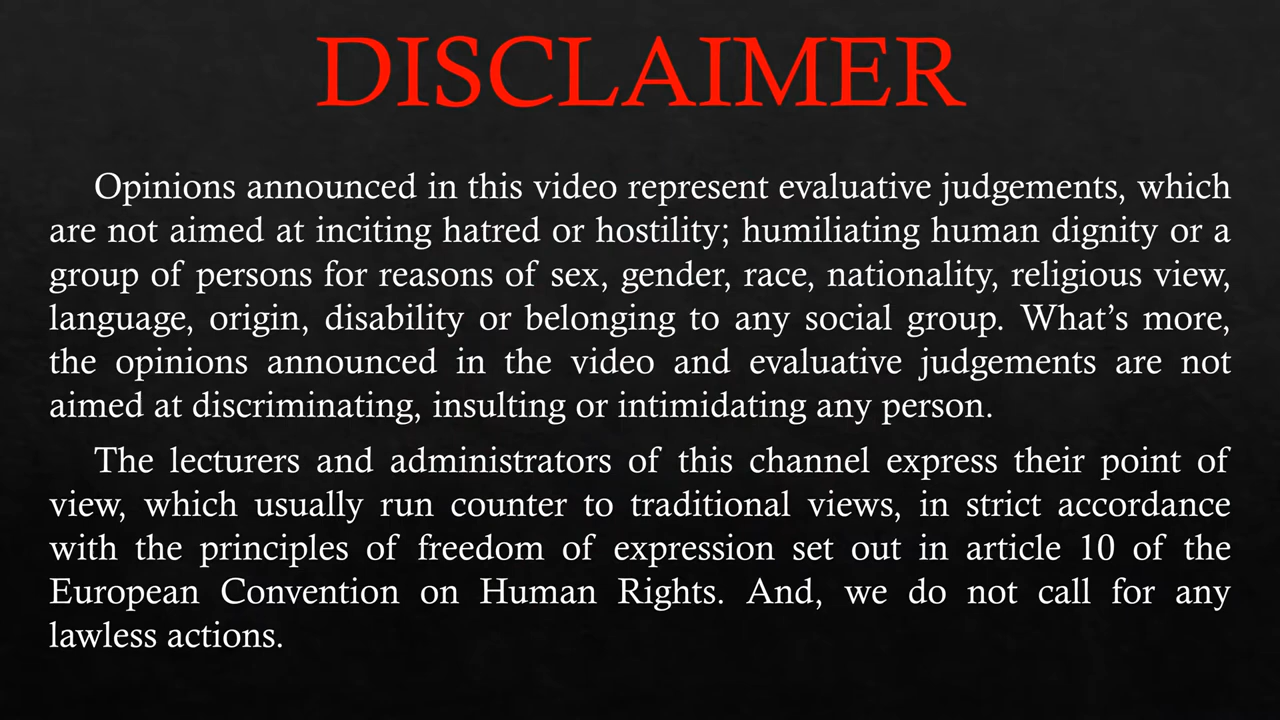 DISCLAIMER
Opinions announced in this video represent evaluative judgements, which
are not aimed at inciting hatred or hostility; humiliating human dignity or a
group of persons for reasons of sex, gender, race, nationality, religious view,
language, origin, disability or belonging to any social group. What’s more,
the opinions announced in the video and evaluative judgements are not
aimed at discriminating, insulting or intimidating any person.
The lecturers and administrators of this channel express their point of
view, which usually run counter to traditional views, in strict accordance
with the principles of freedom of expression set out in article 10 of the
European Convention on Human Rights. And, we do not call for any
lawless actions.